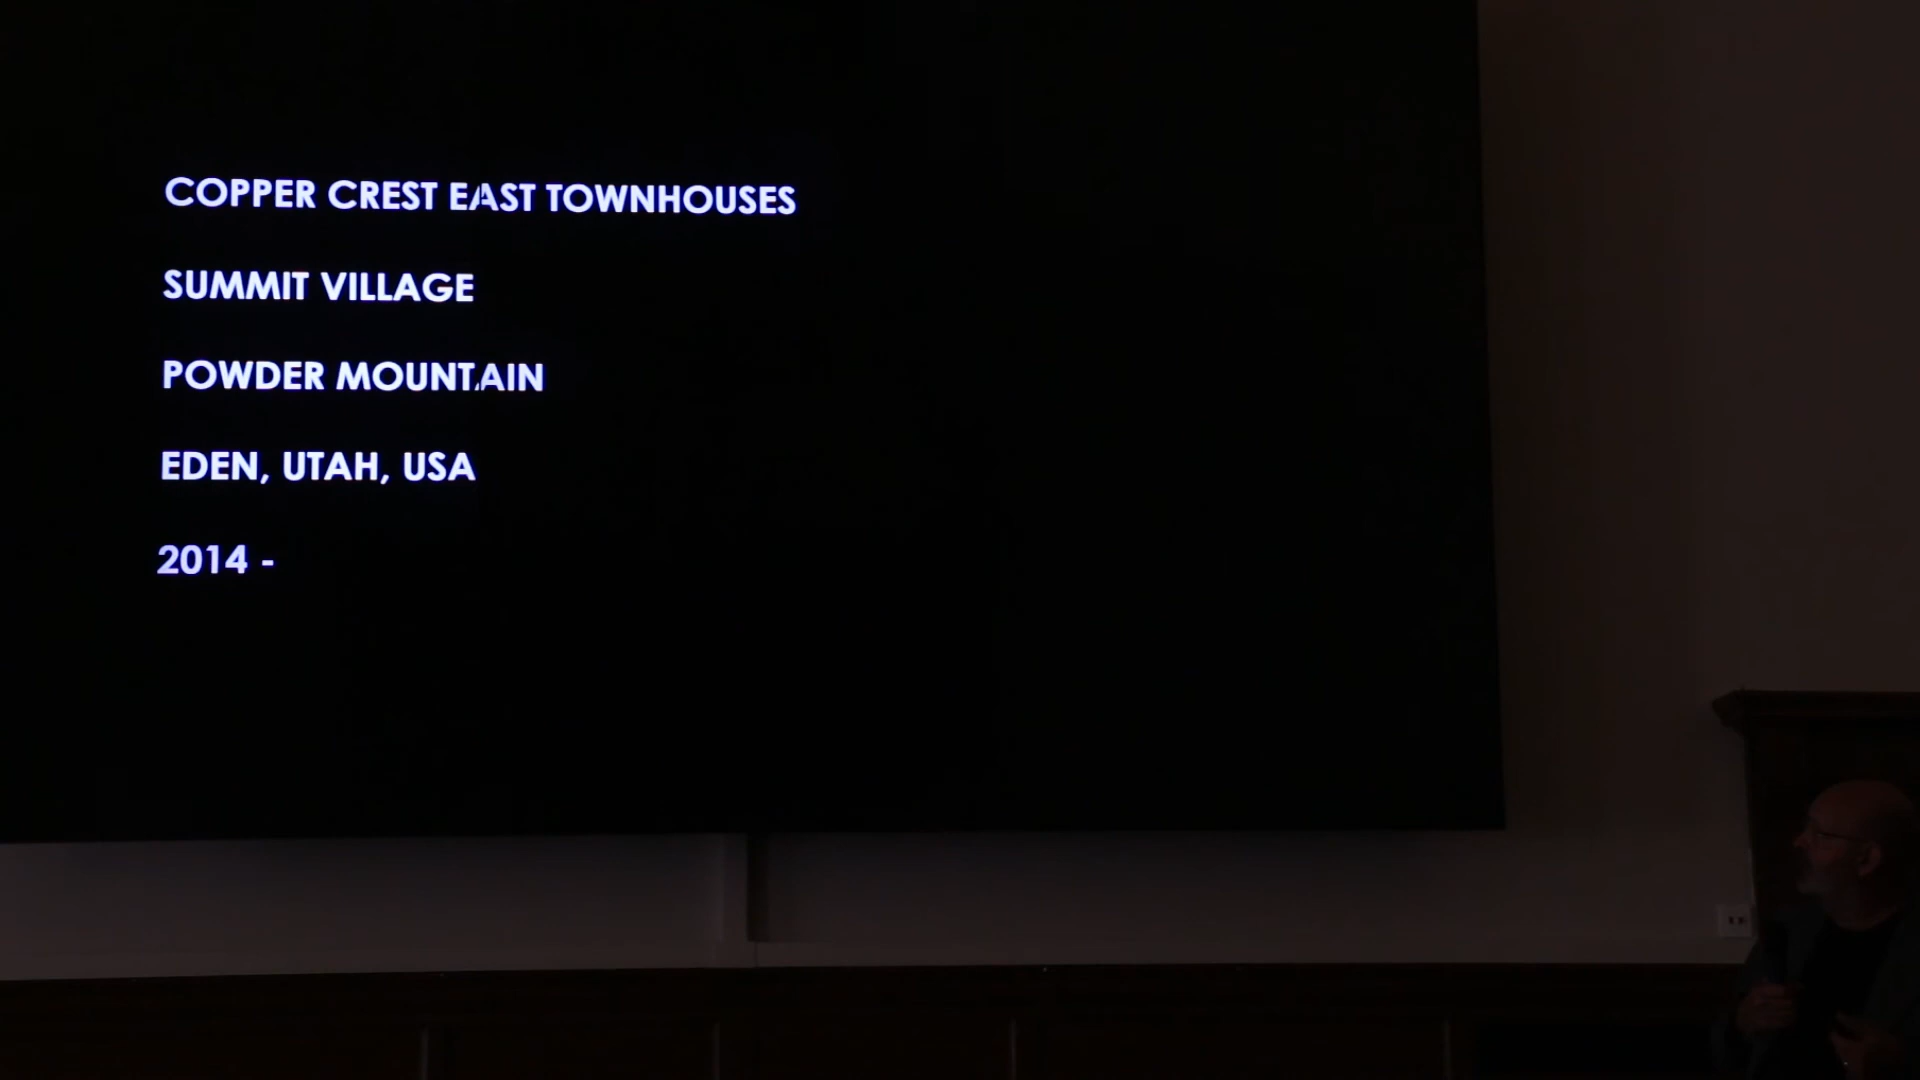 COPPER CREST EAST TOWNHOUSES
SUMMIT VILLAGE
POWDER MOUNTAIN
EDEN, UTAH, USA
2014 -